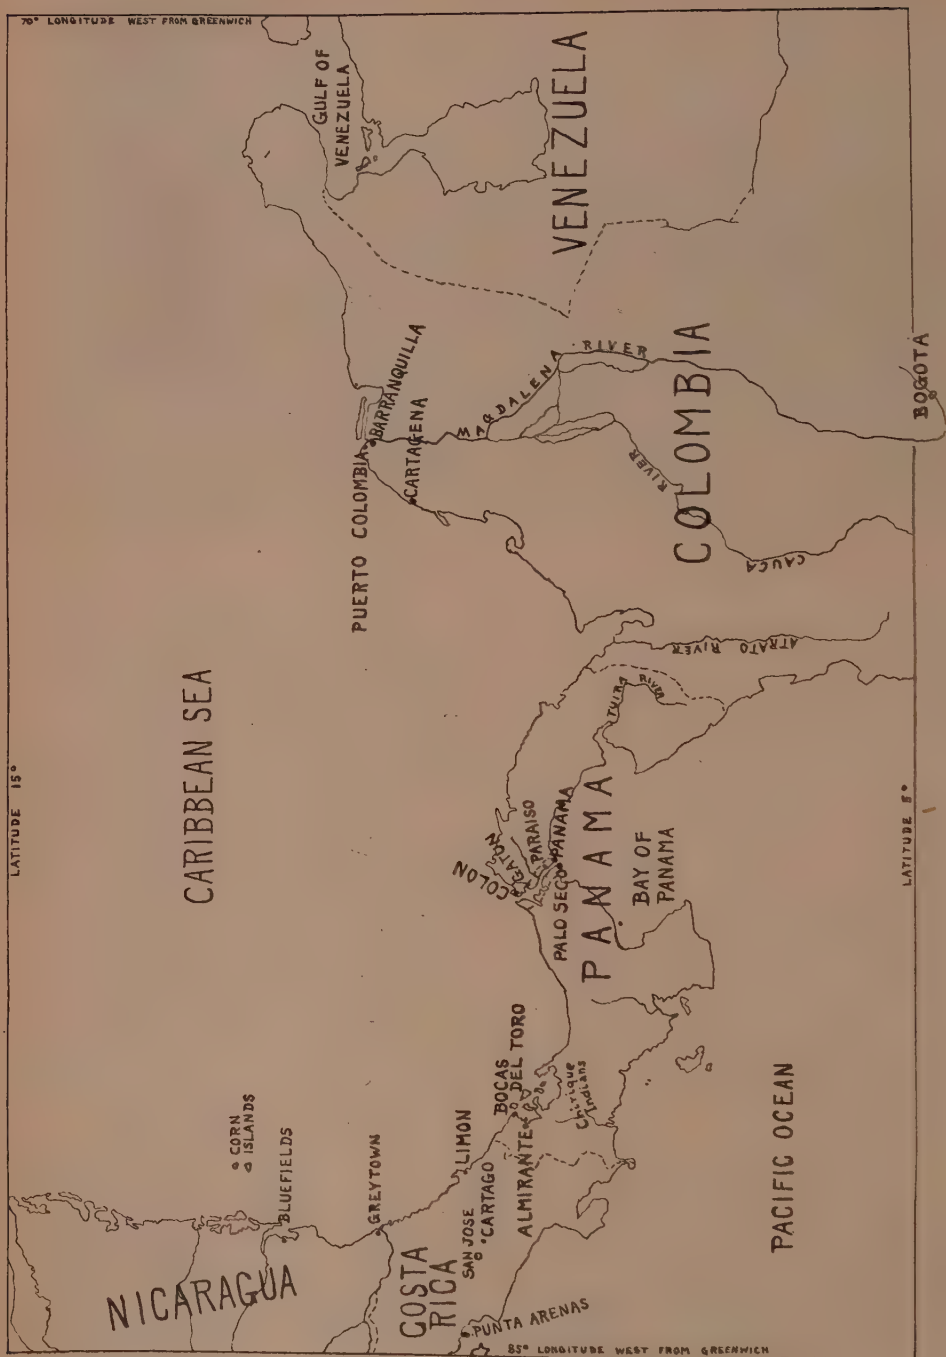 70° LONGITUDE WEST FROM GREENWICH
LATITUDE 15°
GULF OF
VENEZUELA
VENEZUELA
CARIBBEAN SEA
PUERTO COLOMBIA
BARRANQUILLA
CARTAGENA
MAGDALENA RIVER
COLOMBIA
BOGOTA
CAUCA RIVER
ATRATO RIVER
TUIRA RIVER
COLON
GATUN
PARAISO
PANAMA
PALO SECO
PANAMA
BAY OF
PANAMA
LATITUDE 5°
CORN
ISLANDS
BLUEFIELDS
GREYTOWN
NICARAGUA
COSTA
RICA
LIMON
SAN JOSE
CARTAGO
BOCAS
DEL TORO
ALMIRANTE
Chirique
Indians
PUNTA ARENAS
PACIFIC OCEAN
85° LONGITUDE WEST FROM GREENWICH